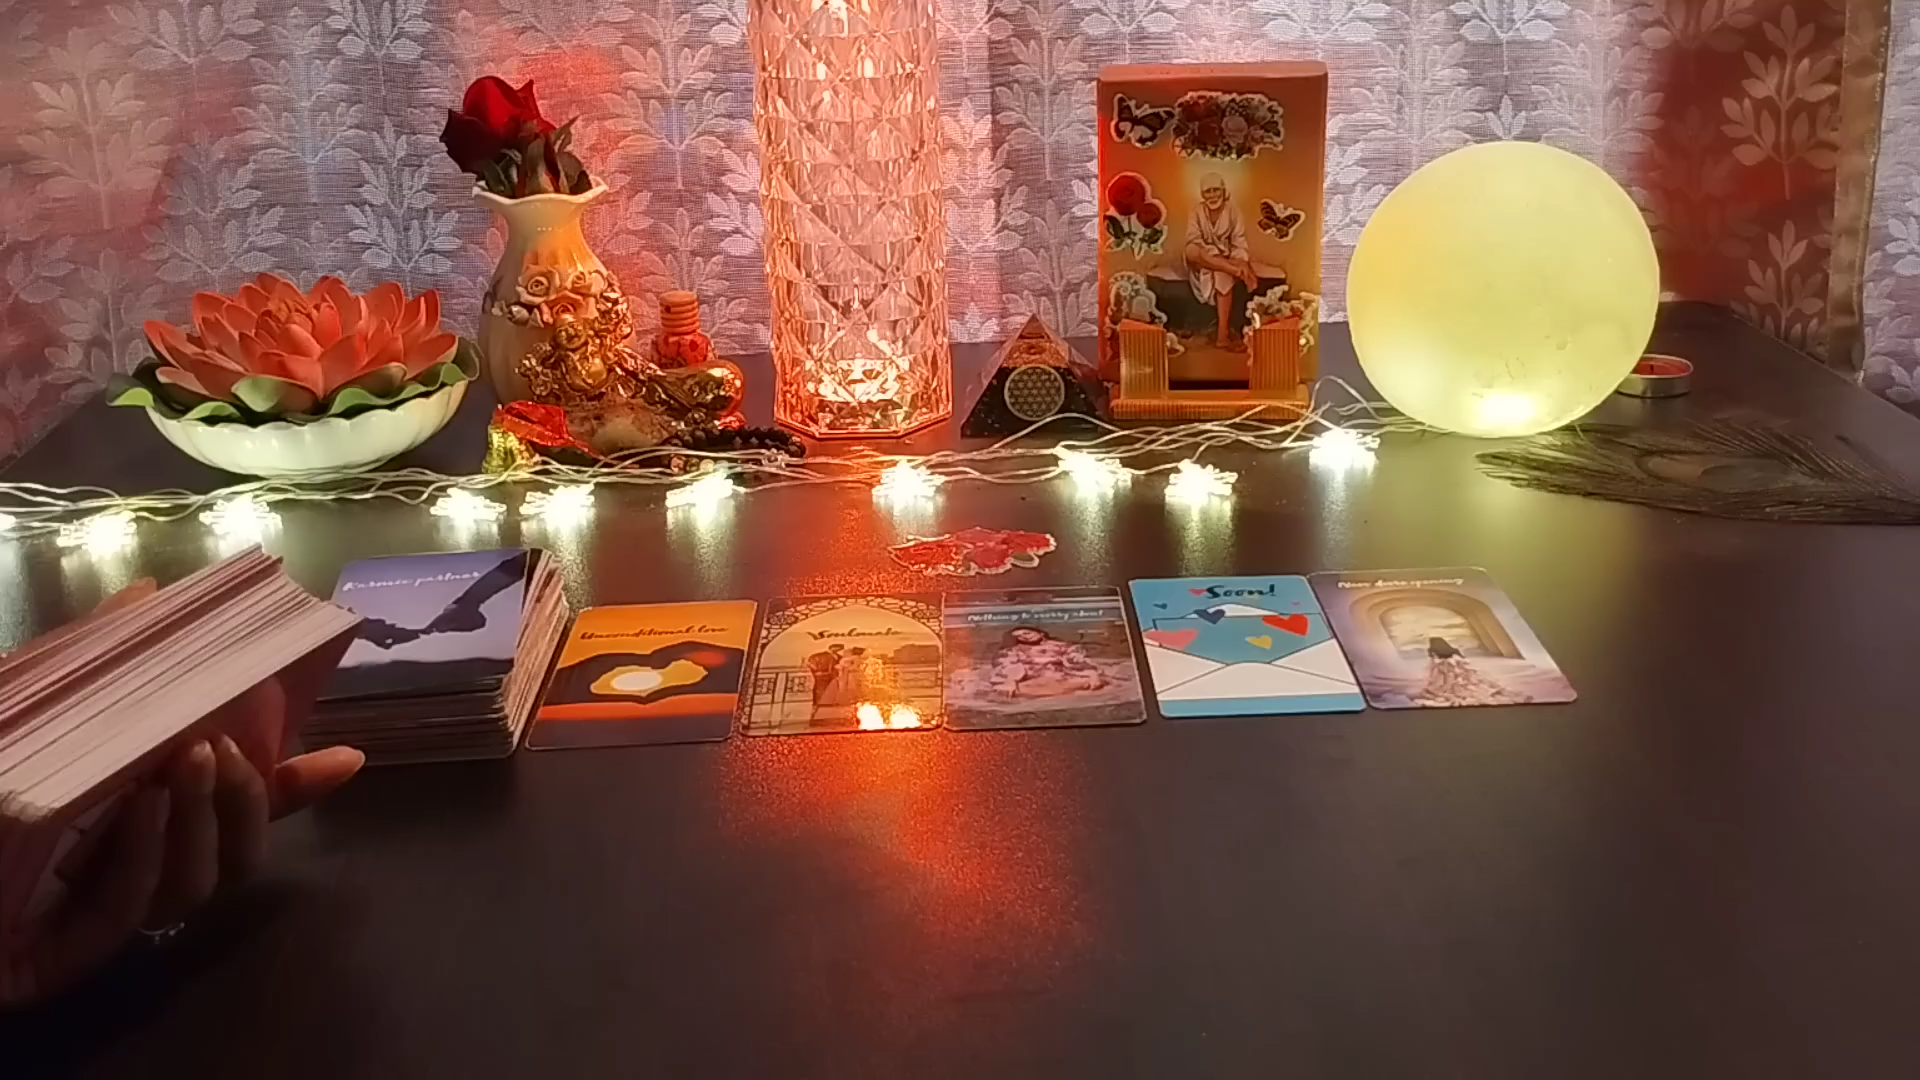 Karmic partner
Unconditional love
Soulmate
Nothing to worry about!
Soon!
New doors opening